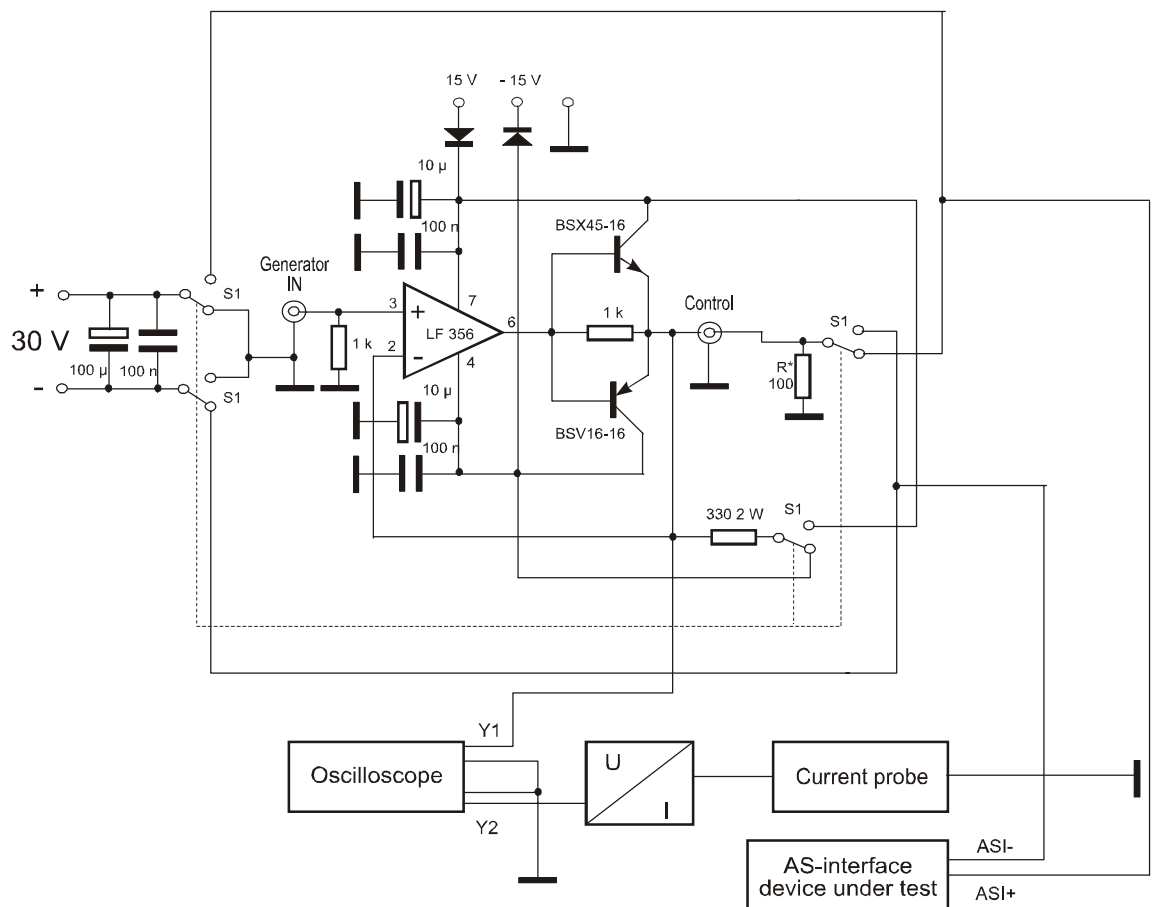 15 V
- 15 V
10 µ
100 n
BSX45-16
Generator
IN
+
S1
3
+
7
LF 356
6
1 k
Control
S1
30 V
100 µ
100 n
1 k
2
-
4
R*
100
-
S1
10 µ
100 n
BSV16-16
330 2 W
S1
Y1
Oscilloscope
U
I
Current probe
Y2
ASI-
AS-interface
device under test
ASI+